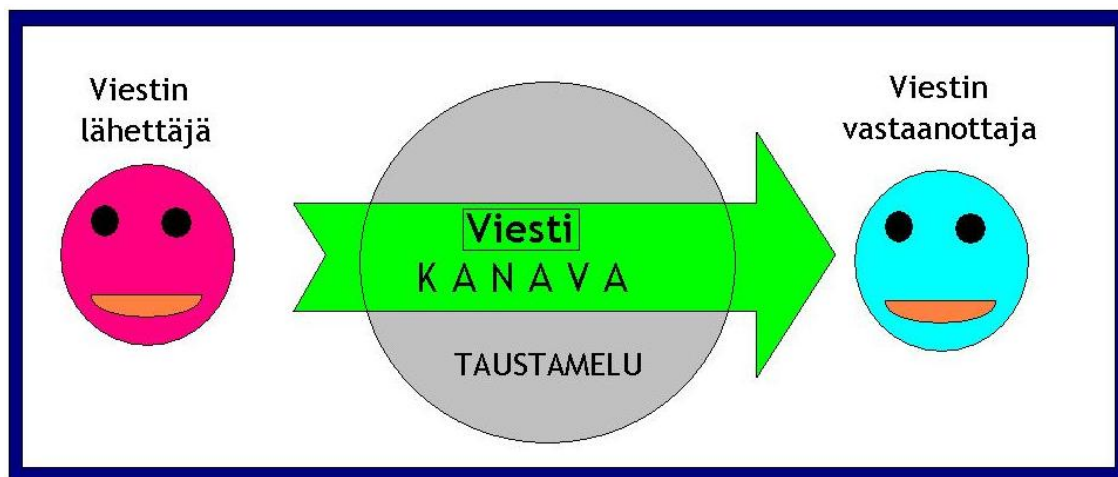 Viestin
lähettäjä
Viesti
K A N A V A
TAUSTAMELU
Viestin
vastaanottaja